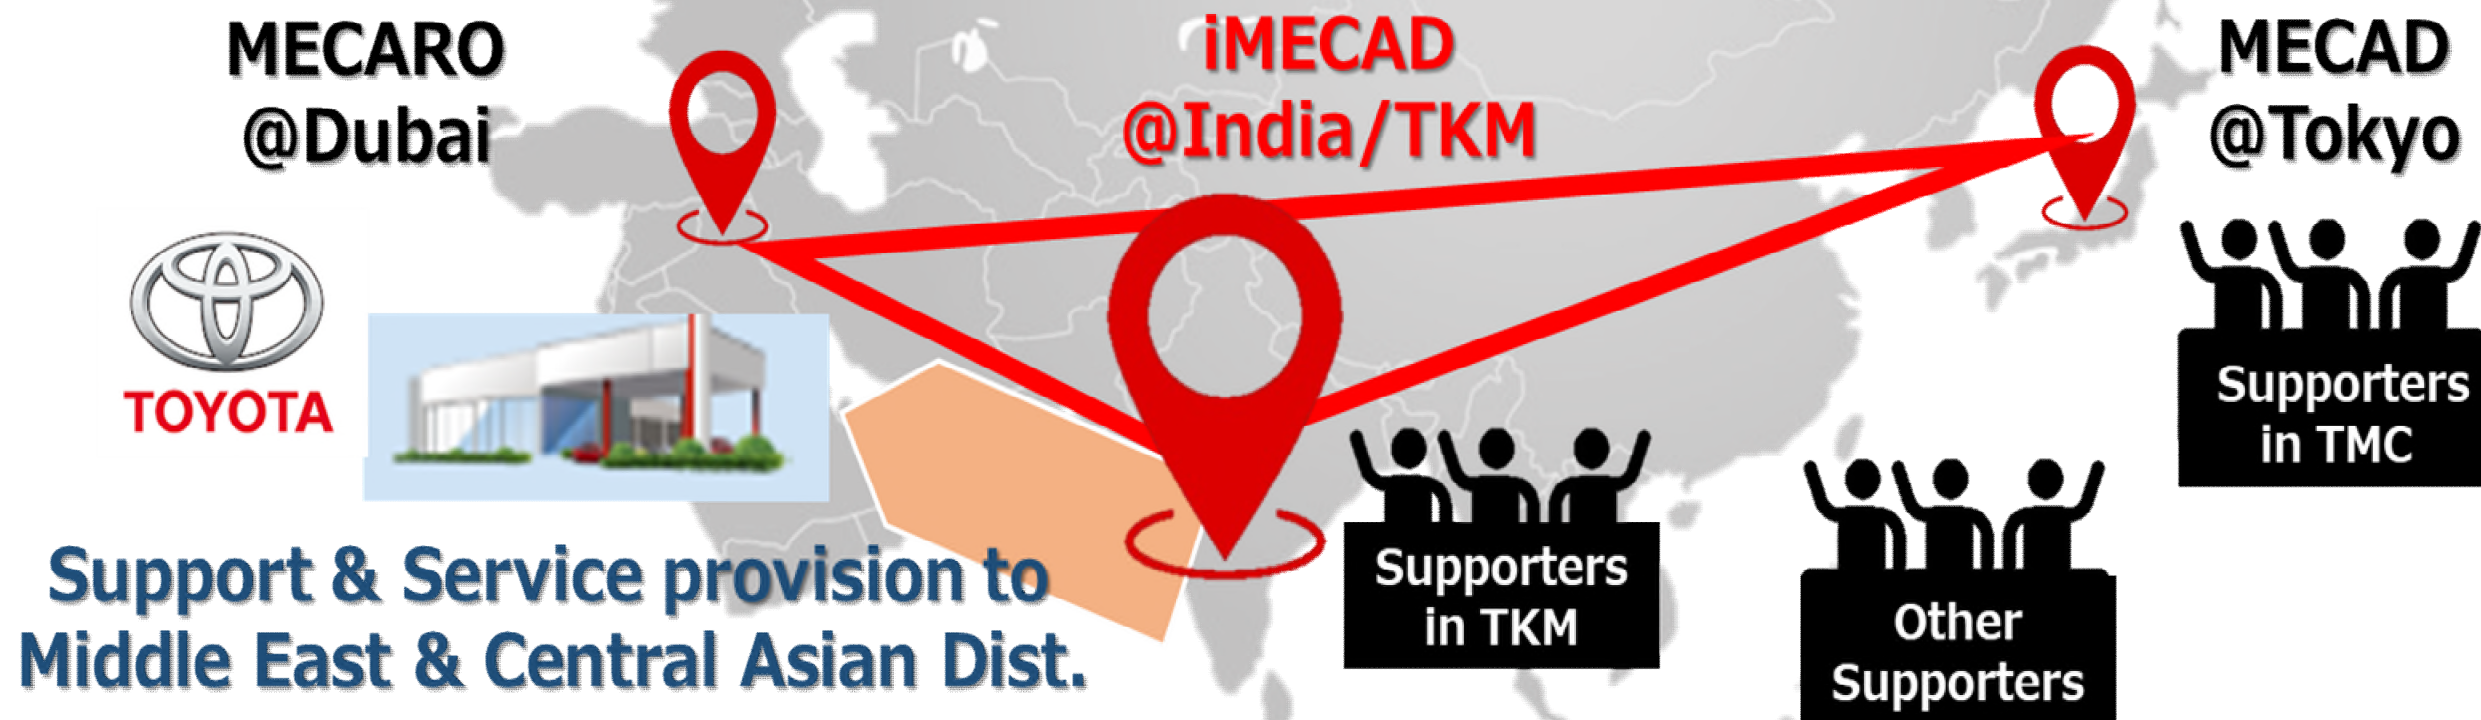 MECARO
@Dubai
iMECAD
@India/TKM
MECAD
@Tokyo
TOYOTA
Supporters
in TMC
Supporters
in TKM
Other
Supporters
Support & Service provision to
Middle East & Central Asian Dist.